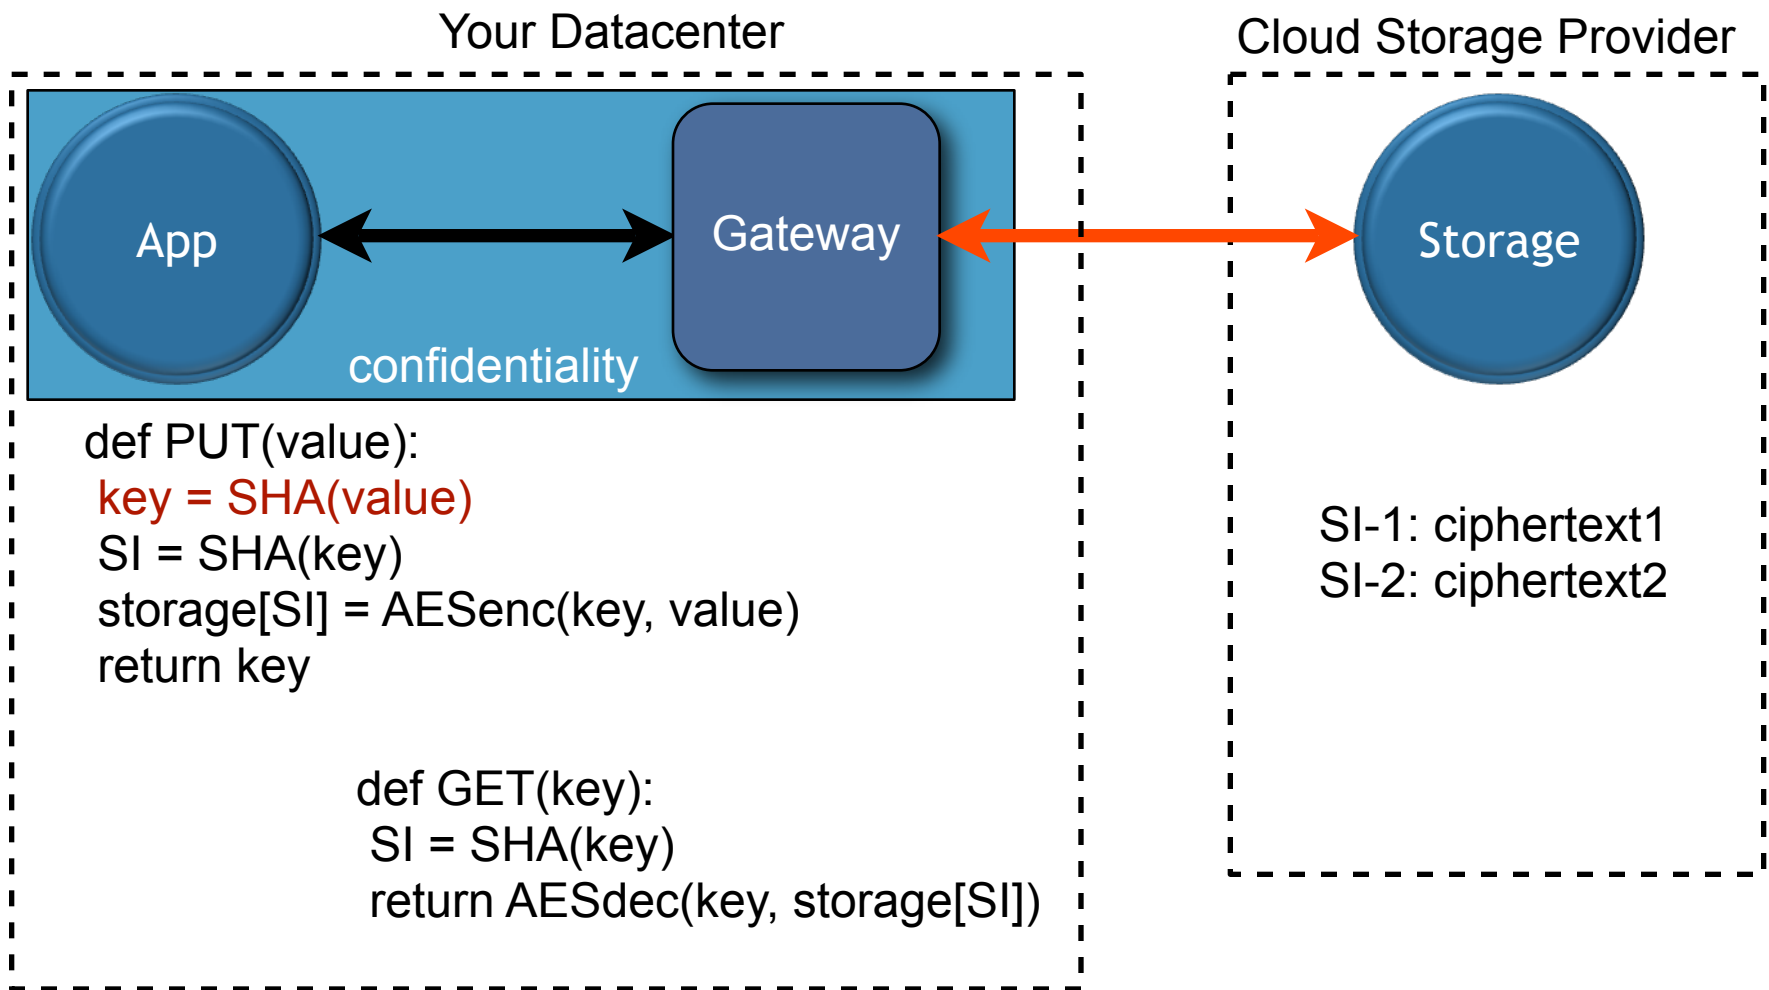 Your Datacenter
Cloud Storage Provider
App
Gateway
Storage
confidentiality
def PUT(value):
key = SHA(value)
SI = SHA(key)
storage[SI] = AESenc(key, value)
return key
SI-1: ciphertext1
SI-2: ciphertext2
def GET(key):
SI = SHA(key)
return AESdec(key, storage[SI])